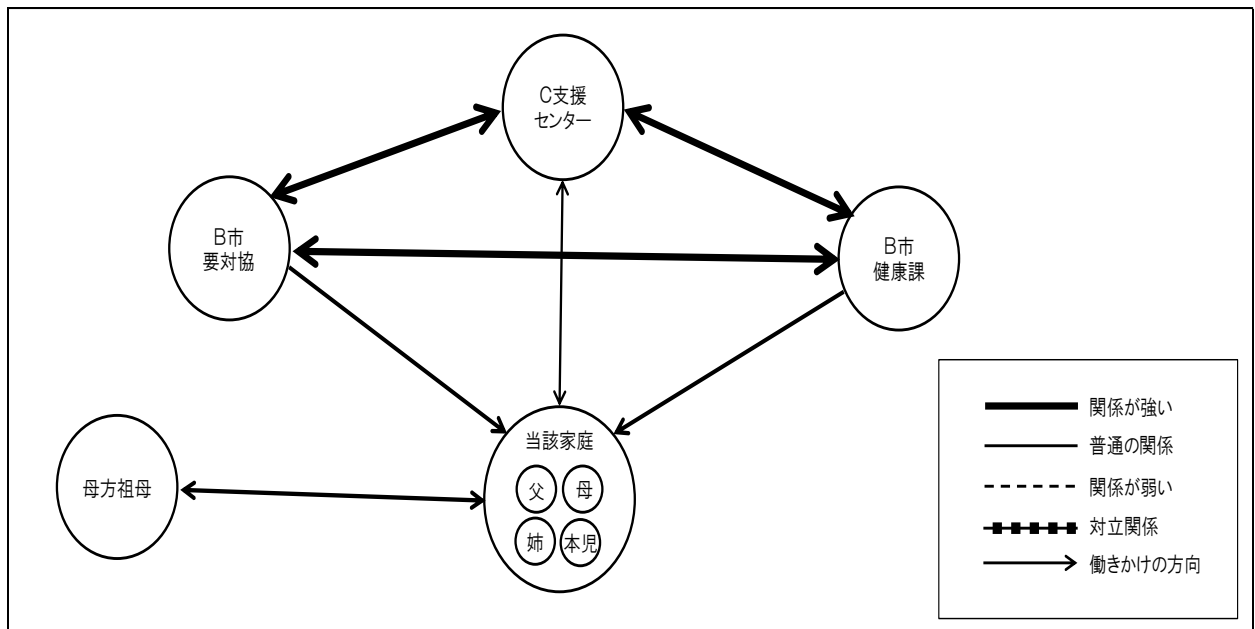 C支援
センター
B市
要対協
B市
健康課
当該家庭
父
母
姉
本児
母方祖母
関係が強い
普通の関係
関係が弱い
対立関係
働きかけの方向